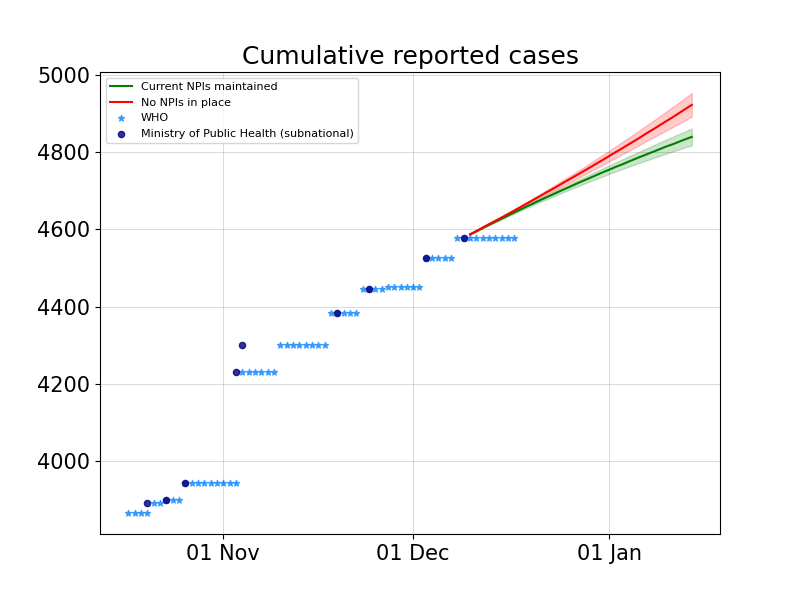 Cumulative reported cases
5000
4800
4600
4400
4200
4000
Current NPIs maintained
No NPIs in place
WHO
Ministry of Public Health (subnational)
01 Nov
01 Dec
01 Jan